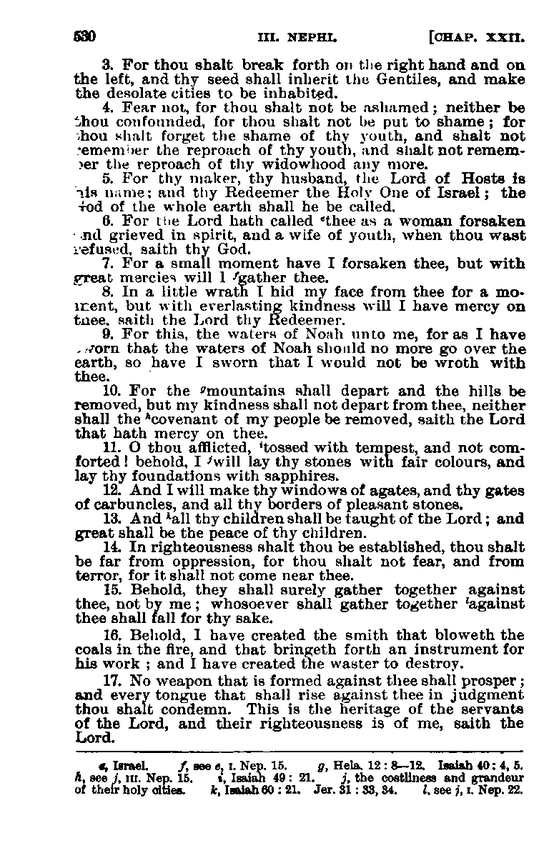 530 III. NEPHI. [CHAP. XXII.
3. For thou shalt break forth on the right hand and on
the left, and thy seed shall inherit the Gentiles, and make
the desolate cities to be inhabited.
4. Fear not, for thou shalt not be ashamed; neither be
thou confounded, for thou shalt not be put to shame; for
thou shalt forget the shame of thy youth, and shalt not
remember the reproach of thy youth, and shalt not remem-
ber the reproach of thy widowhood any more.
5. For thy maker, thy husband, the Lord of Hosts is
his name; and thy Redeemer the Holy One of Israel; the
God of the whole earth shall he be called.
6. For the Lord hath called ᵉthee as a woman forsaken
and grieved in spirit, and a wife of youth, when thou wast
refused, saith thy God.
7. For a small moment have I forsaken thee, but with
great mercies will I ᶠgather thee.
8. In a little wrath I hid my face from thee for a mo-
ment, but with everlasting kindness will I have mercy on
thee, saith the Lord thy Redeemer.
9. For this, the waters of Noah unto me, for as I have
sworn that the waters of Noah should no more go over the
earth, so have I sworn that I would not be wroth with
thee.
10. For the ᵍmountains shall depart and the hills be
removed, but my kindness shall not depart from thee, neither
shall the ʰcovenant of my people be removed, saith the Lord
that hath mercy on thee.
11. O thou afflicted, ⁱtossed with tempest, and not com-
forted! behold, I ʲwill lay thy stones with fair colours, and
lay thy foundations with sapphires.
12. And I will make thy windows of agates, and thy gates
of carbuncles, and all thy borders of pleasant stones.
13. And ᵏall thy children shall be taught of the Lord; and
great shall be the peace of thy children.
14. In righteousness shalt thou be established, thou shalt
be far from oppression, for thou shalt not fear, and from
terror, for it shall not come near thee.
15. Behold, they shall surely gather together against
thee, not by me; whosoever shall gather together ˡagainst
thee shall fall for thy sake.
16. Behold, I have created the smith that bloweth the
coals in the fire, and that bringeth forth an instrument for
his work ; and I have created the waster to destroy.
17. No weapon that is formed against thee shall prosper;
and every tongue that shall rise against thee in judgment
thou shalt condemn. This is the heritage of the servants
of the Lord, and their righteousness is of me, saith the
Lord.
e, Israel. f, see e, I. Nep. 15. g, Hela. 12 : 8—12. Isaiah 40 : 4, 5.
h, see j, III. Nep. 15. i, Isaiah 49 : 21. j, the costliness and grandeur
of their holy cities. k, Isaiah 60 : 21. Jer. 31 : 33, 34. l, see j, I. Nep. 22.